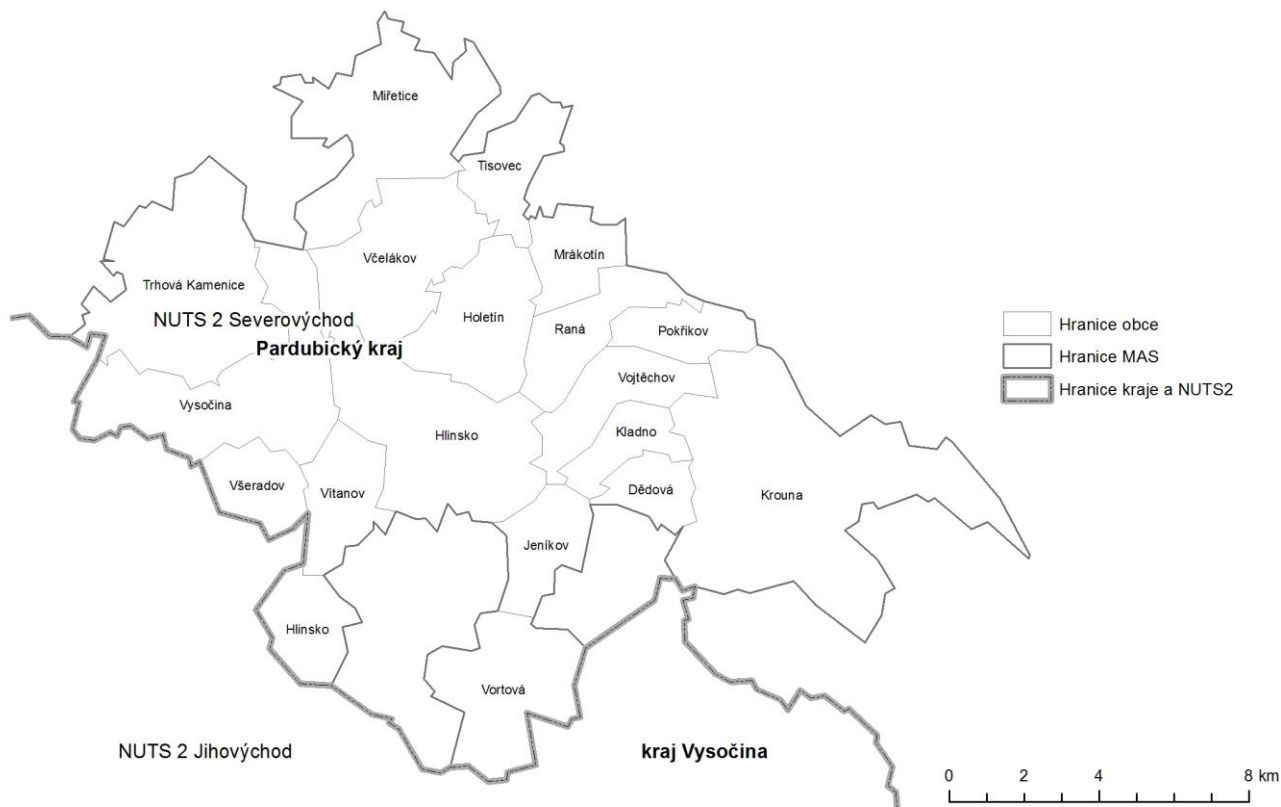 Miřetice
Tisovec
Včelákov
Mrákotín
Trhová Kamenice
Holetín
NUTS 2 Severovýchod
Raná
Pokřikov
Pardubický kraj
Vojtěchov
Vysočina
Hlinsko
Kladno
Všeradov
Vítanov
Dědová
Krouna
Jeníkov
Hlinsko
Vortová
NUTS 2 Jihovýchod
kraj Vysočina
Hranice obce
Hranice MAS
Hranice kraje a NUTS2
0 2 4 8 km